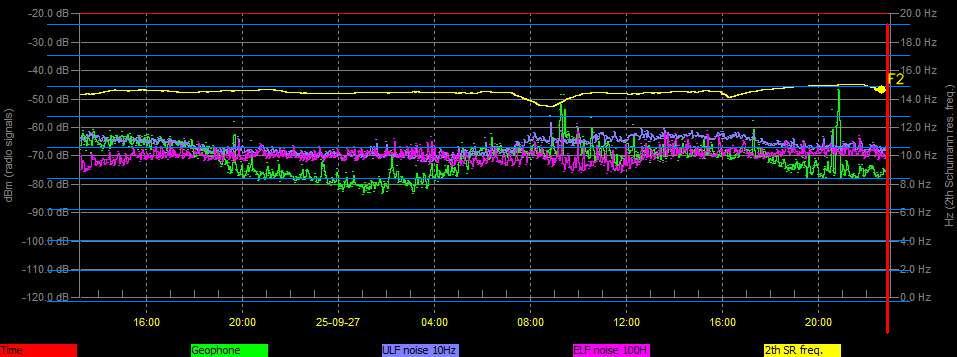 -20.0 dB 20.0 Hz
-30.0 dB 18.0 Hz
-40.0 dB 16.0 Hz
F2
-50.0 dB 14.0 Hz
-60.0 dB 12.0 Hz
-70.0 dB 10.0 Hz
-80.0 dB 8.0 Hz
-90.0 dB 6.0 Hz
-100.0 dB 4.0 Hz
-110.0 dB 2.0 Hz
-120.0 dB 0.0 Hz
dBm (radio signals)
Hz (2th Schumann res. freq.)
16:00 20:00 25-09-27 04:00 08:00 12:00 16:00 20:00
Time Geophone ULF noise 10Hz ELF noise 100H 2th SR freq.